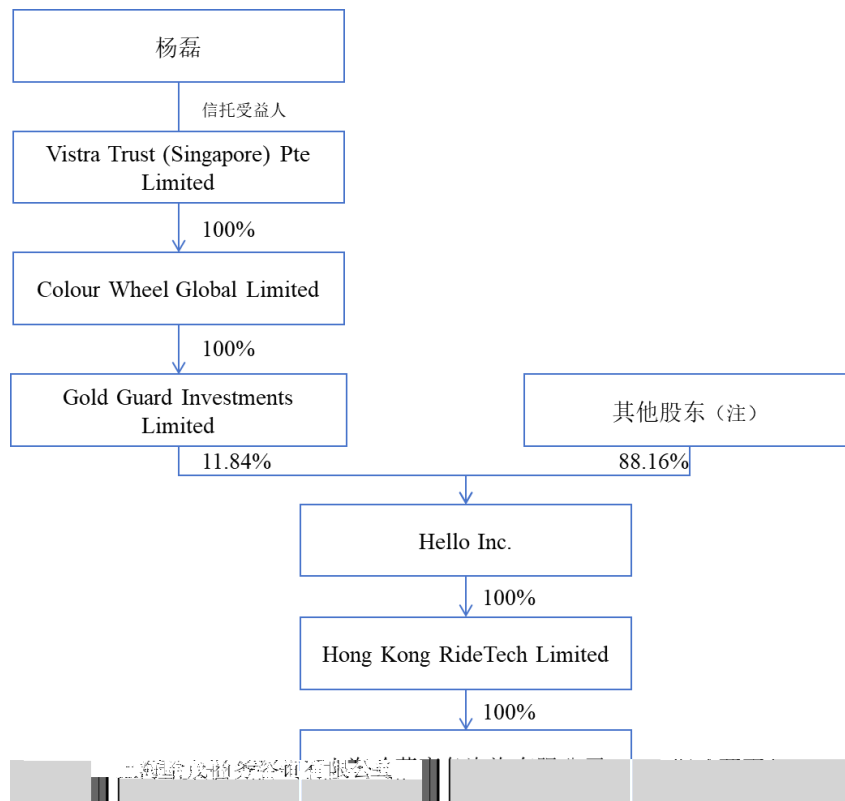 杨磊
信托受益人
Vistra Trust (Singapore) Pte
Limited
100%
Colour Wheel Global Limited
100%
Gold Guard Investments
Limited
其他股东（注）
11.84%
88.16%
Hello Inc.
100%
Hong Kong RideTech Limited
100%